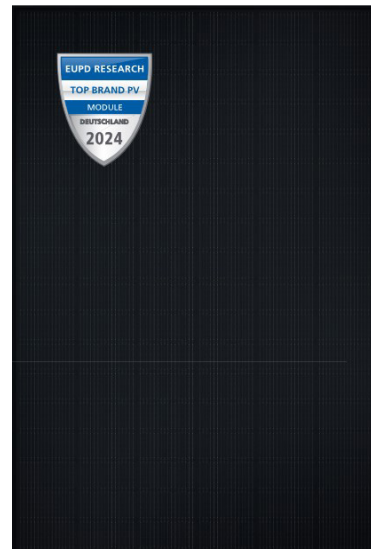 EUPD RESEARCH
TOP BRAND PV
MODULE
DEUTSCHLAND
2024